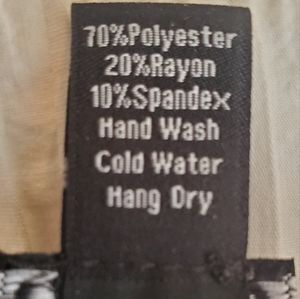 70%Polyester
20%Rayon
10%Spandex
Hand Wash
Cold Water
Hang Dry